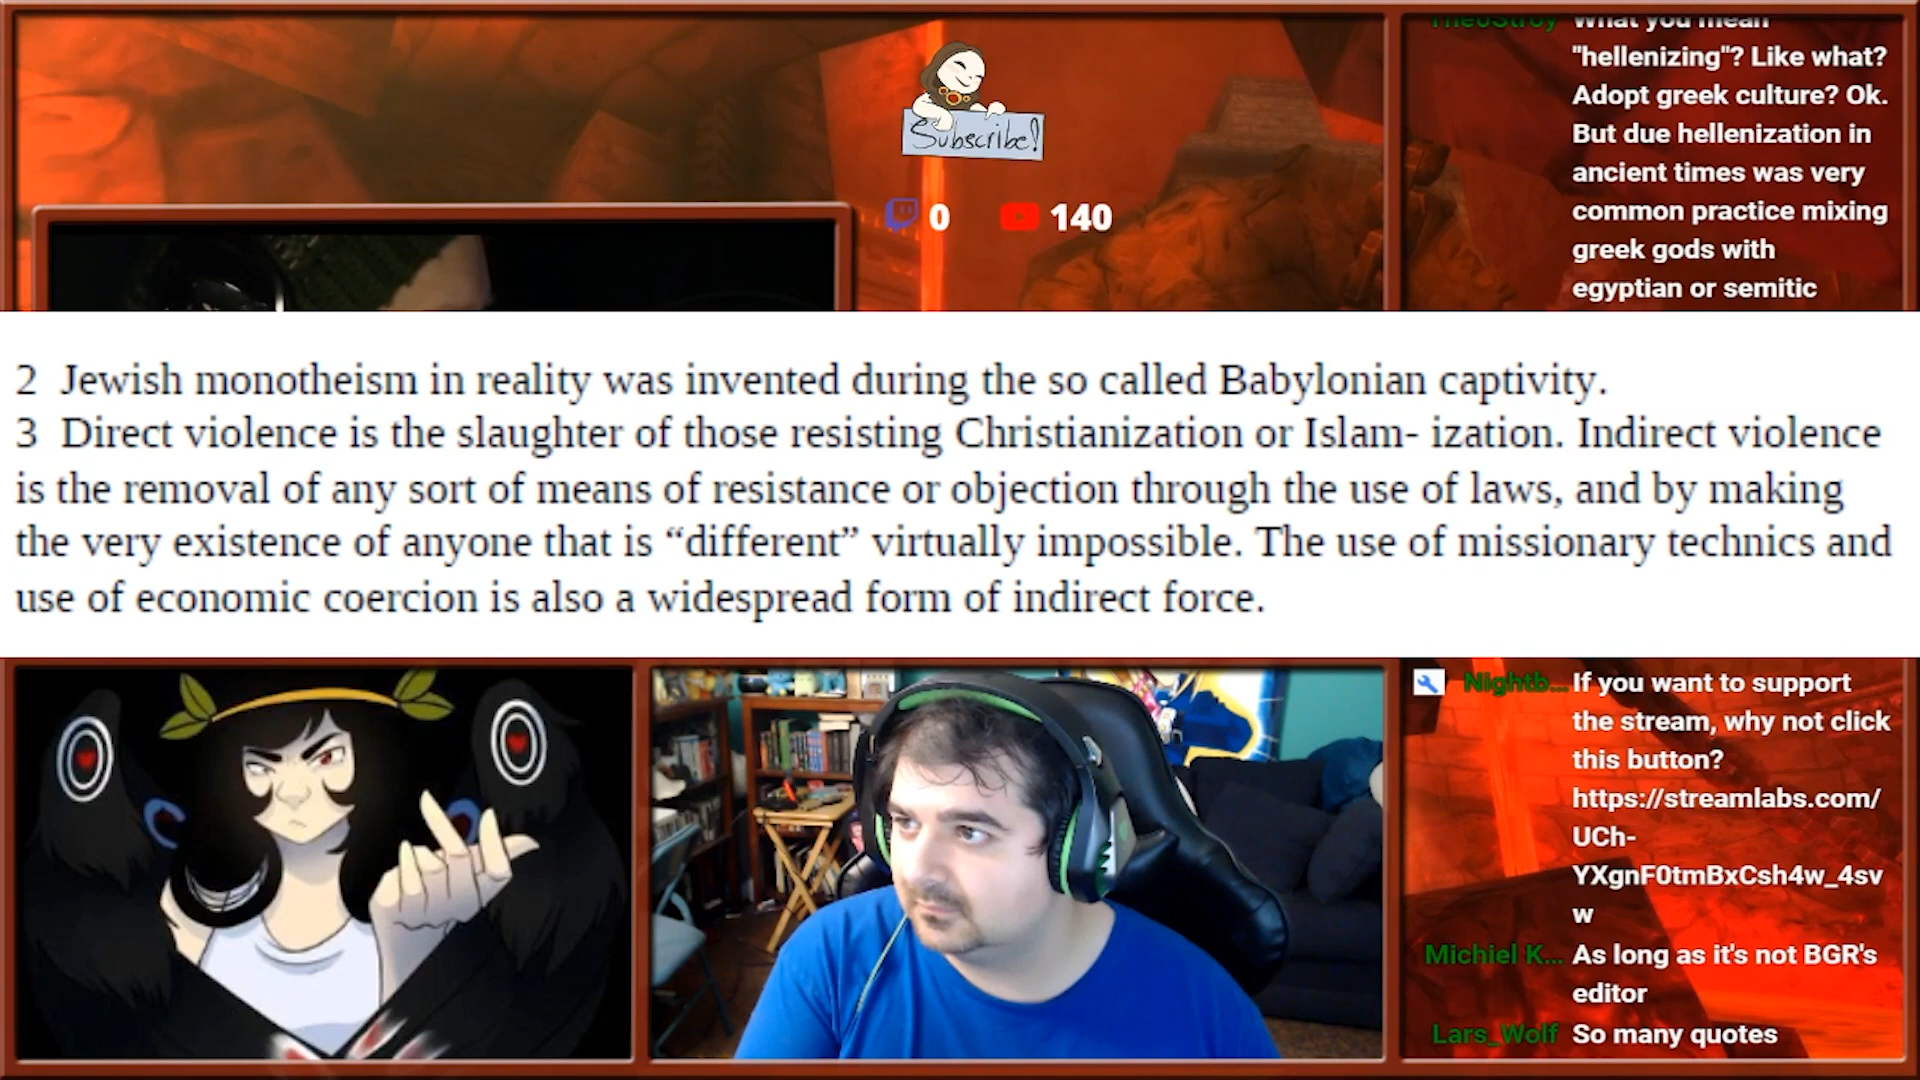 Subscribe!
0 140
TheoStroy What you mean
"hellenizing"? Like what?
Adopt greek culture? Ok.
But due hellenization in
ancient times was very
common practice mixing
greek gods with
egyptian or semitic
2 Jewish monotheism in reality was invented during the so called Babylonian captivity.
3 Direct violence is the slaughter of those resisting Christianization or Islam- ization. Indirect violence
is the removal of any sort of means of resistance or objection through the use of laws, and by making
the very existence of anyone that is “different” virtually impossible. The use of missionary technics and
use of economic coercion is also a widespread form of indirect force.
Nightb... If you want to support
the stream, why not click
this button?
https://streamlabs.com/
UCh-
YXgnF0tmBxCsh4w_4sv
w
Michiel K... As long as it's not BGR's
editor
Lars_Wolf So many quotes